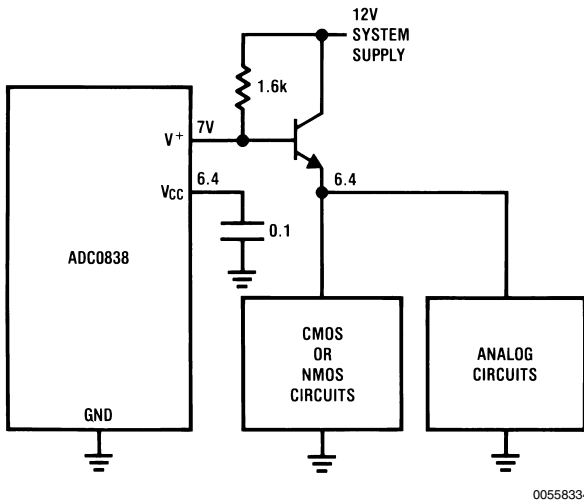 12V
SYSTEM
SUPPLY
1.6k
7V
V+
6.4
VCC
6.4
0.1
ADC0838
CMOS
OR
NMOS
CIRCUITS
ANALOG
CIRCUITS
GND
0055833